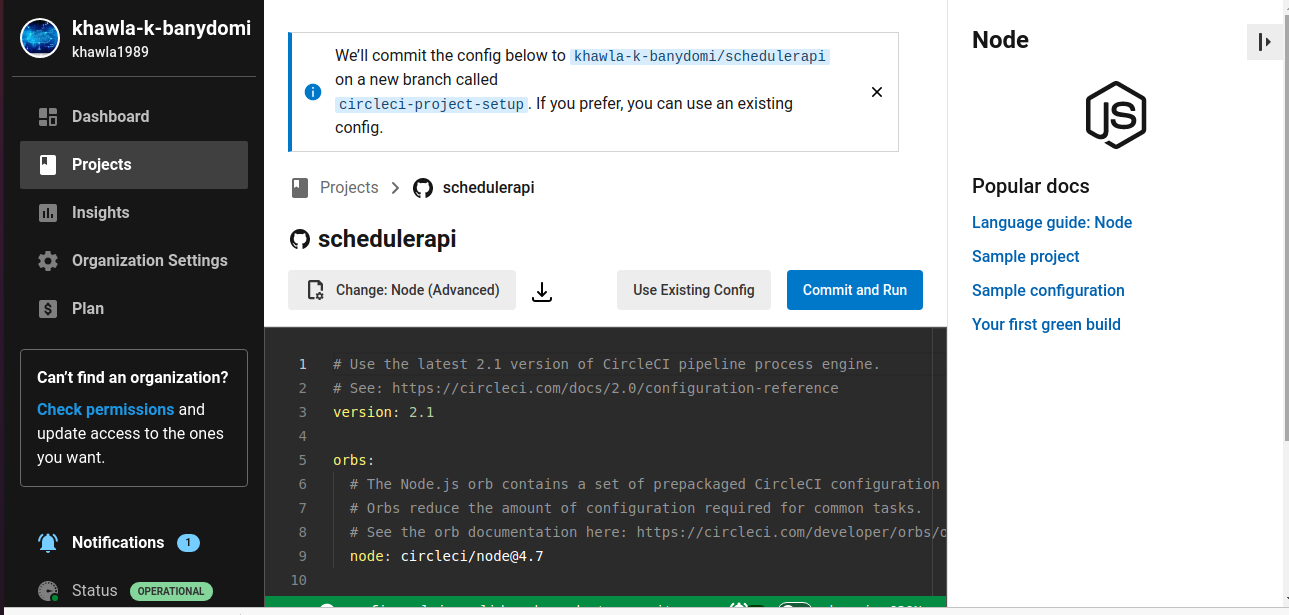 khawla-k-banydomi
khawla1989
Dashboard
Projects
Insights
Organization Settings
Plan
Can't find an organization?
Check permissions and
update access to the ones
you want.
Notifications 1
Status OPERATIONAL
We'll commit the config below to khawla-k-banydomi/schedulerapi
on a new branch called
circleci-project-setup. If you prefer, you can use an existing
config.
Projects > schedulerapi
schedulerapi
Change: Node (Advanced)
Use Existing Config
Commit and Run
1 # Use the latest 2.1 version of CircleCI pipeline process engine.
2 # See: https://circleci.com/docs/2.0/configuration-reference
3 version: 2.1
4
5 orbs:
6 # The Node.js orb contains a set of prepackaged CircleCI configuration
7 # Orbs reduce the amount of configuration required for common tasks.
8 # See the orb documentation here: https://circleci.com/developer/orbs/o
9 node: circleci/node@4.7
10
Node
JS
Popular docs
Language guide: Node
Sample project
Sample configuration
Your first green build